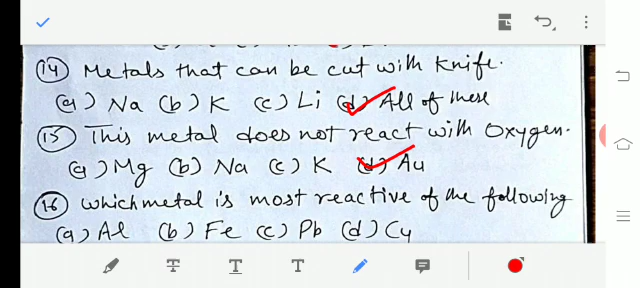 (14) Metals that can be cut with Knife.
(a) Na (b) K (c) Li (d) All of these
(15) This metal does not react with Oxygen.
(a) Mg (b) Na (c) K (d) Au
(16) which metal is most reactive of the following
(a) Al (b) Fe (c) Pb (d) Cu